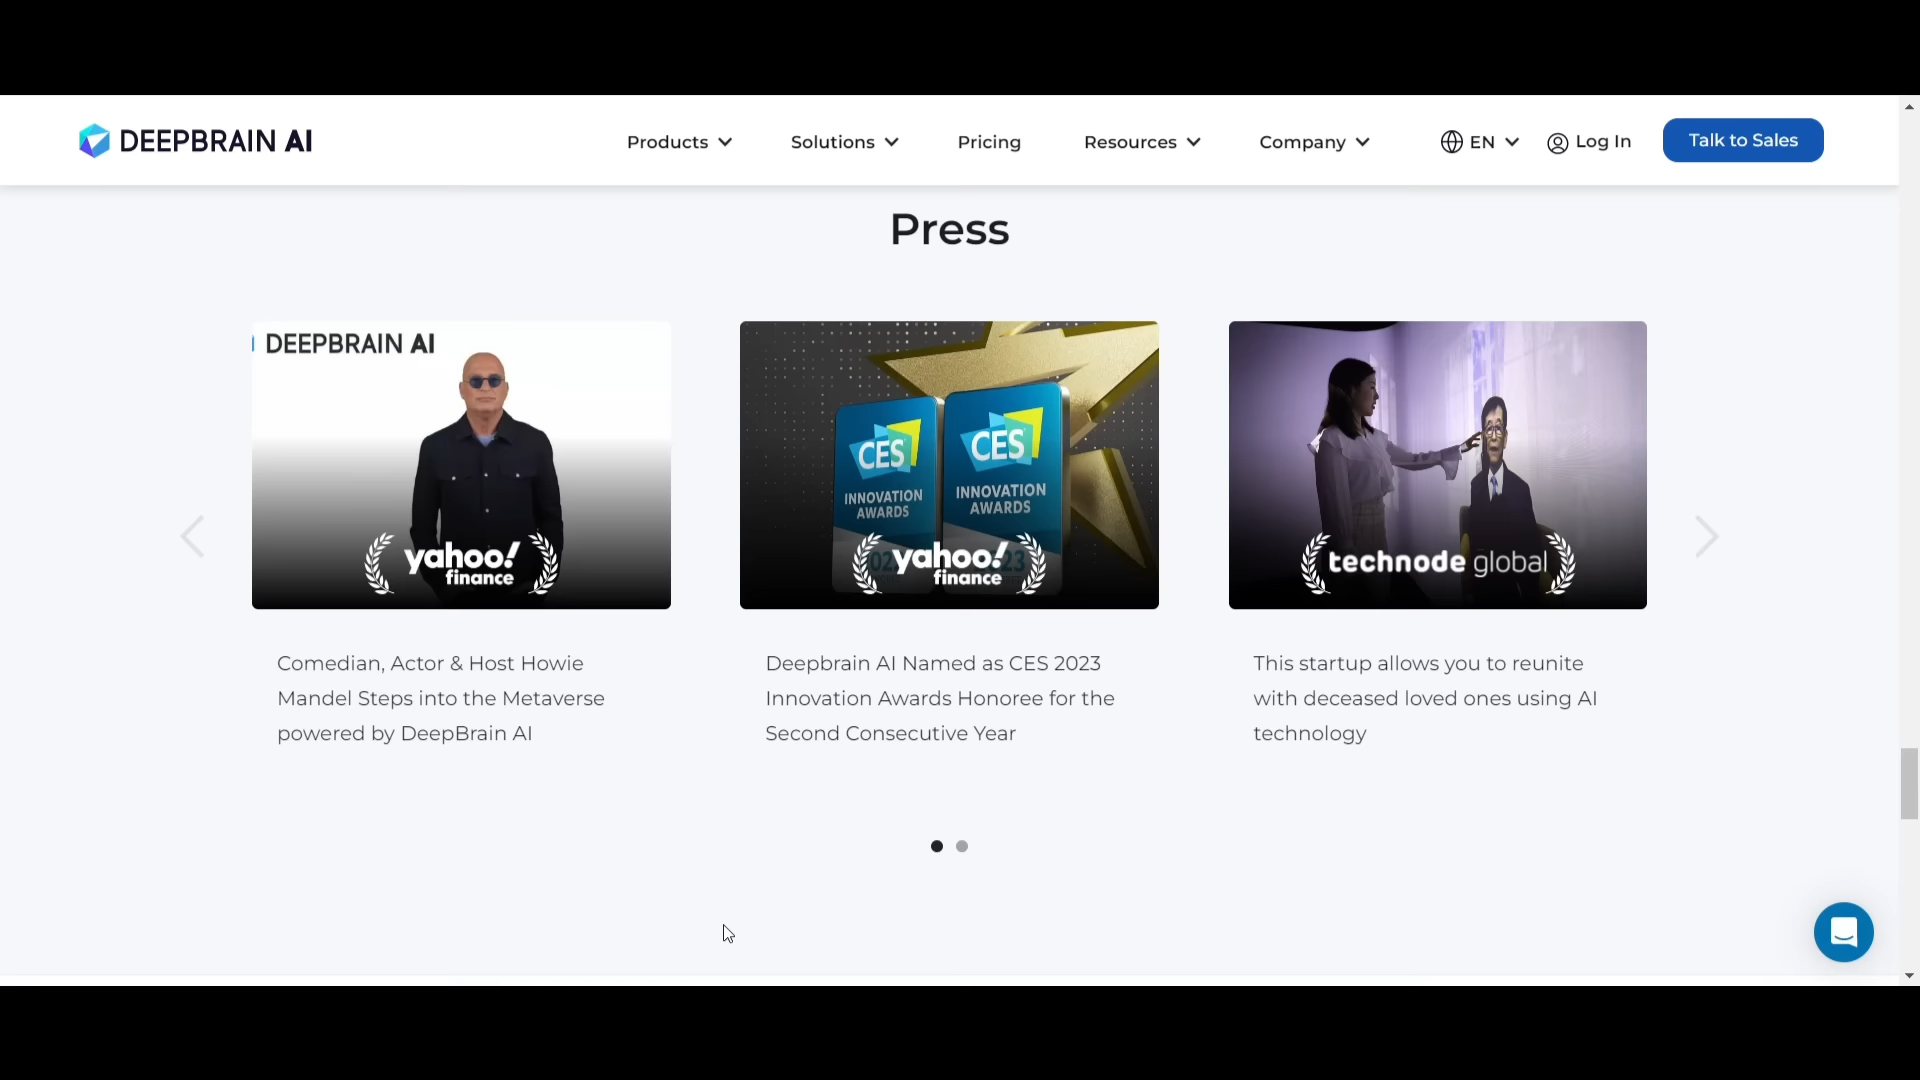 DEEPBRAIN AI
Products
Solutions
Pricing
Resources
Company
EN
Log In
Talk to Sales
Press
DEEPBRAIN AI
yahoo!
finance
CES
INNOVATION
AWARDS
CES
INNOVATION
AWARDS
yahoo!
finance
technode global
Comedian, Actor & Host Howie
Mandel Steps into the Metaverse
powered by DeepBrain AI
Deepbrain AI Named as CES 2023
Innovation Awards Honoree for the
Second Consecutive Year
This startup allows you to reunite
with deceased loved ones using AI
technology